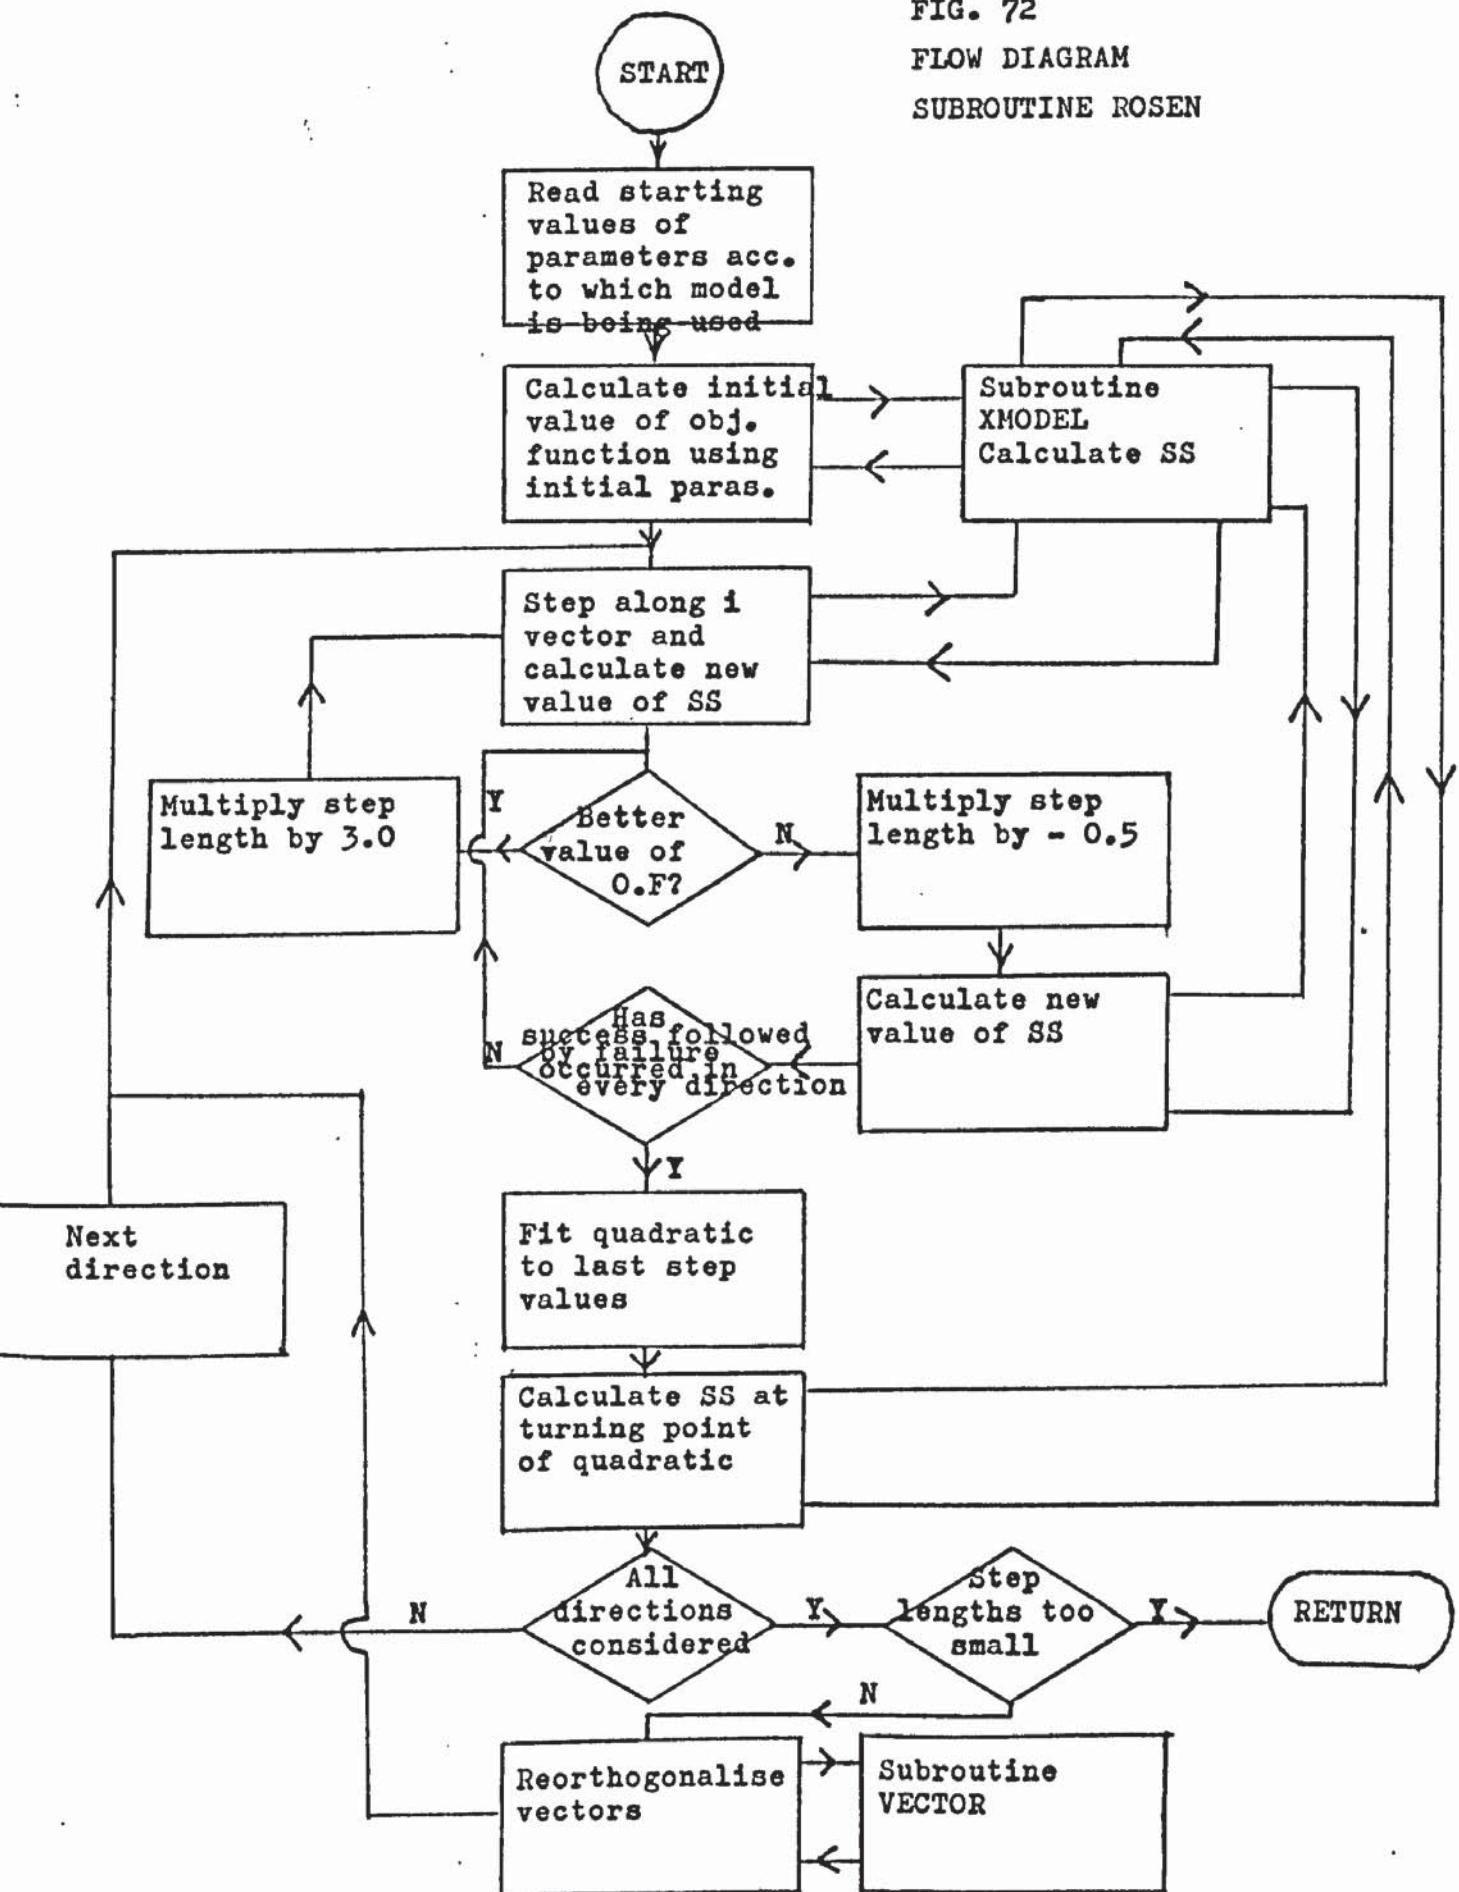 FIG. 72
FLOW DIAGRAM
SUBROUTINE ROSEN
START
Read starting
values of
parameters acc.
to which model
is being used
Calculate initial
value of obj.
function using
initial paras.
Subroutine
XMODEL
Calculate SS
Step along i
vector and
calculate new
value of SS
Multiply step
length by 3.0
Y
Better
value of
O.F?
N
Multiply step
length by - 0.5
Calculate new
value of SS
Has
success followed
by failure
occurred in
every direction
N
Y
Fit quadratic
to last step
values
Next
direction
Calculate SS at
turning point
of quadratic
All
directions
considered
N
Y
Step
lengths too
small
Y
RETURN
N
Reorthogonalise
vectors
Subroutine
VECTOR